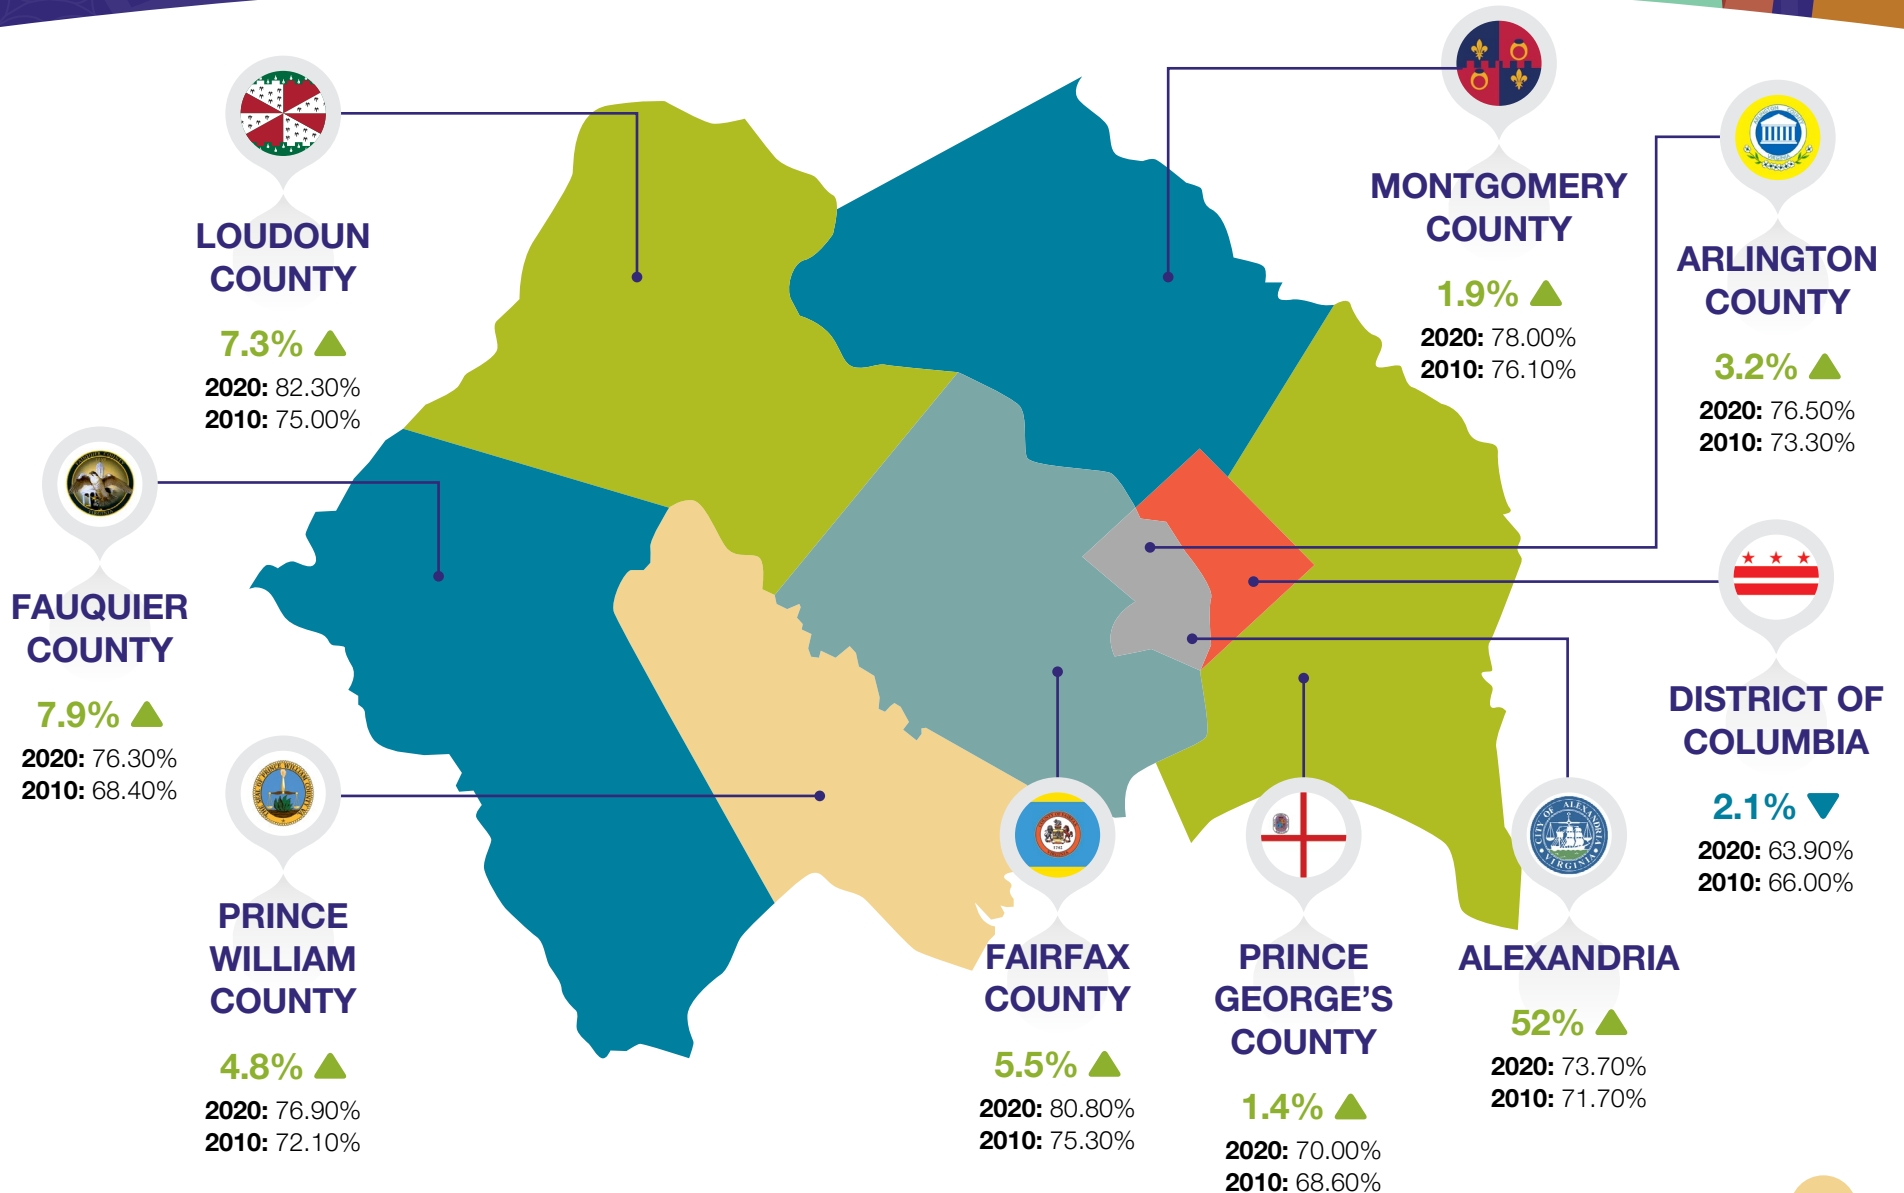 LOUDOUN
COUNTY
7.3%
2020: 82.30%
2010: 75.00%
MONTGOMERY
COUNTY
1.9%
2020: 78.00%
2010: 76.10%
ARLINGTON
COUNTY
3.2%
2020: 76.50%
2010: 73.30%
FAUQUIER
COUNTY
7.9%
2020: 76.30%
2010: 68.40%
DISTRICT OF
COLUMBIA
2.1%
2020: 63.90%
2010: 66.00%
PRINCE
WILLIAM
COUNTY
4.8%
2020: 76.90%
2010: 72.10%
FAIRFAX
COUNTY
5.5%
2020: 80.80%
2010: 75.30%
PRINCE
GEORGE'S
COUNTY
1.4%
2020: 70.00%
2010: 68.60%
CITY OF ALEXANDRIA
VIRGINIA
ALEXANDRIA
52%
2020: 73.70%
2010: 71.70%